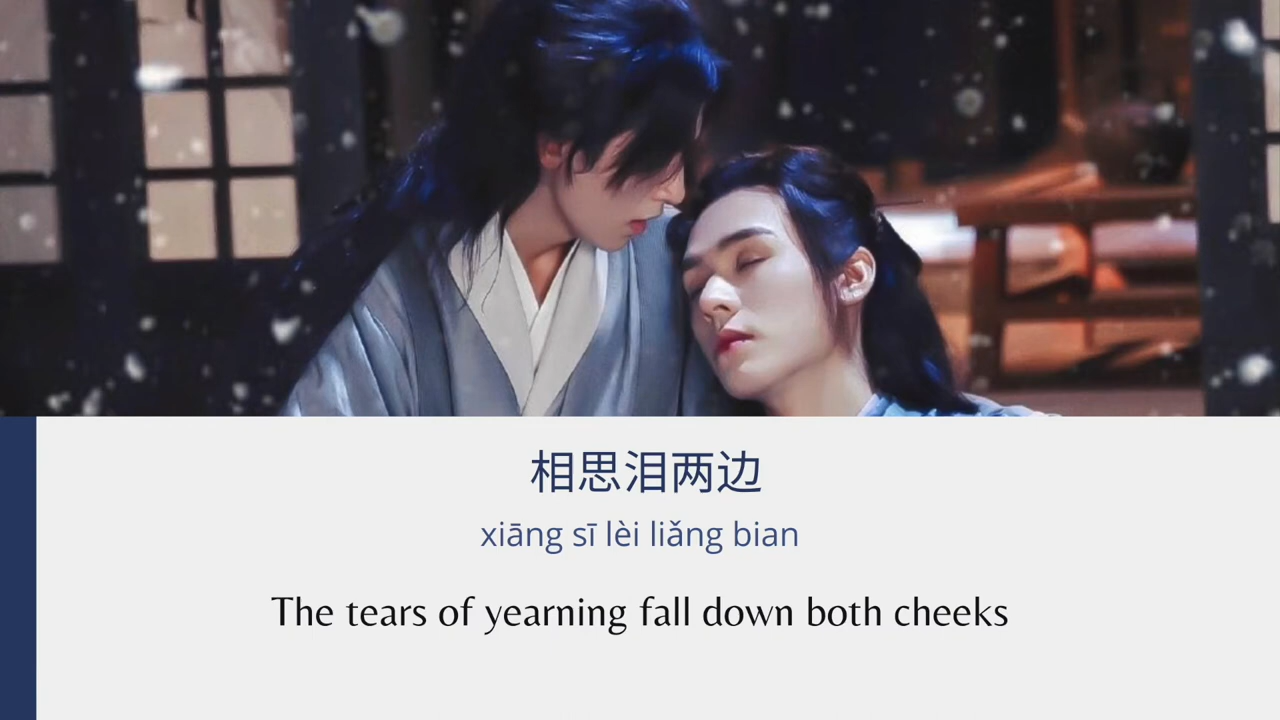 相思泪两边
xiāng sī lèi liǎng bian
The tears of yearning fall down both cheeks